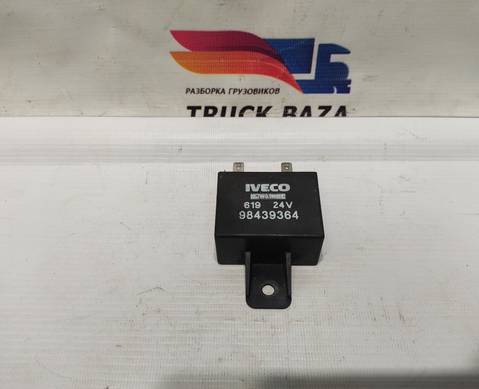 РАЗБОРКА ГРУЗОВИКОВ
TRUCK BAZA
IVECO
619 24V
98439364